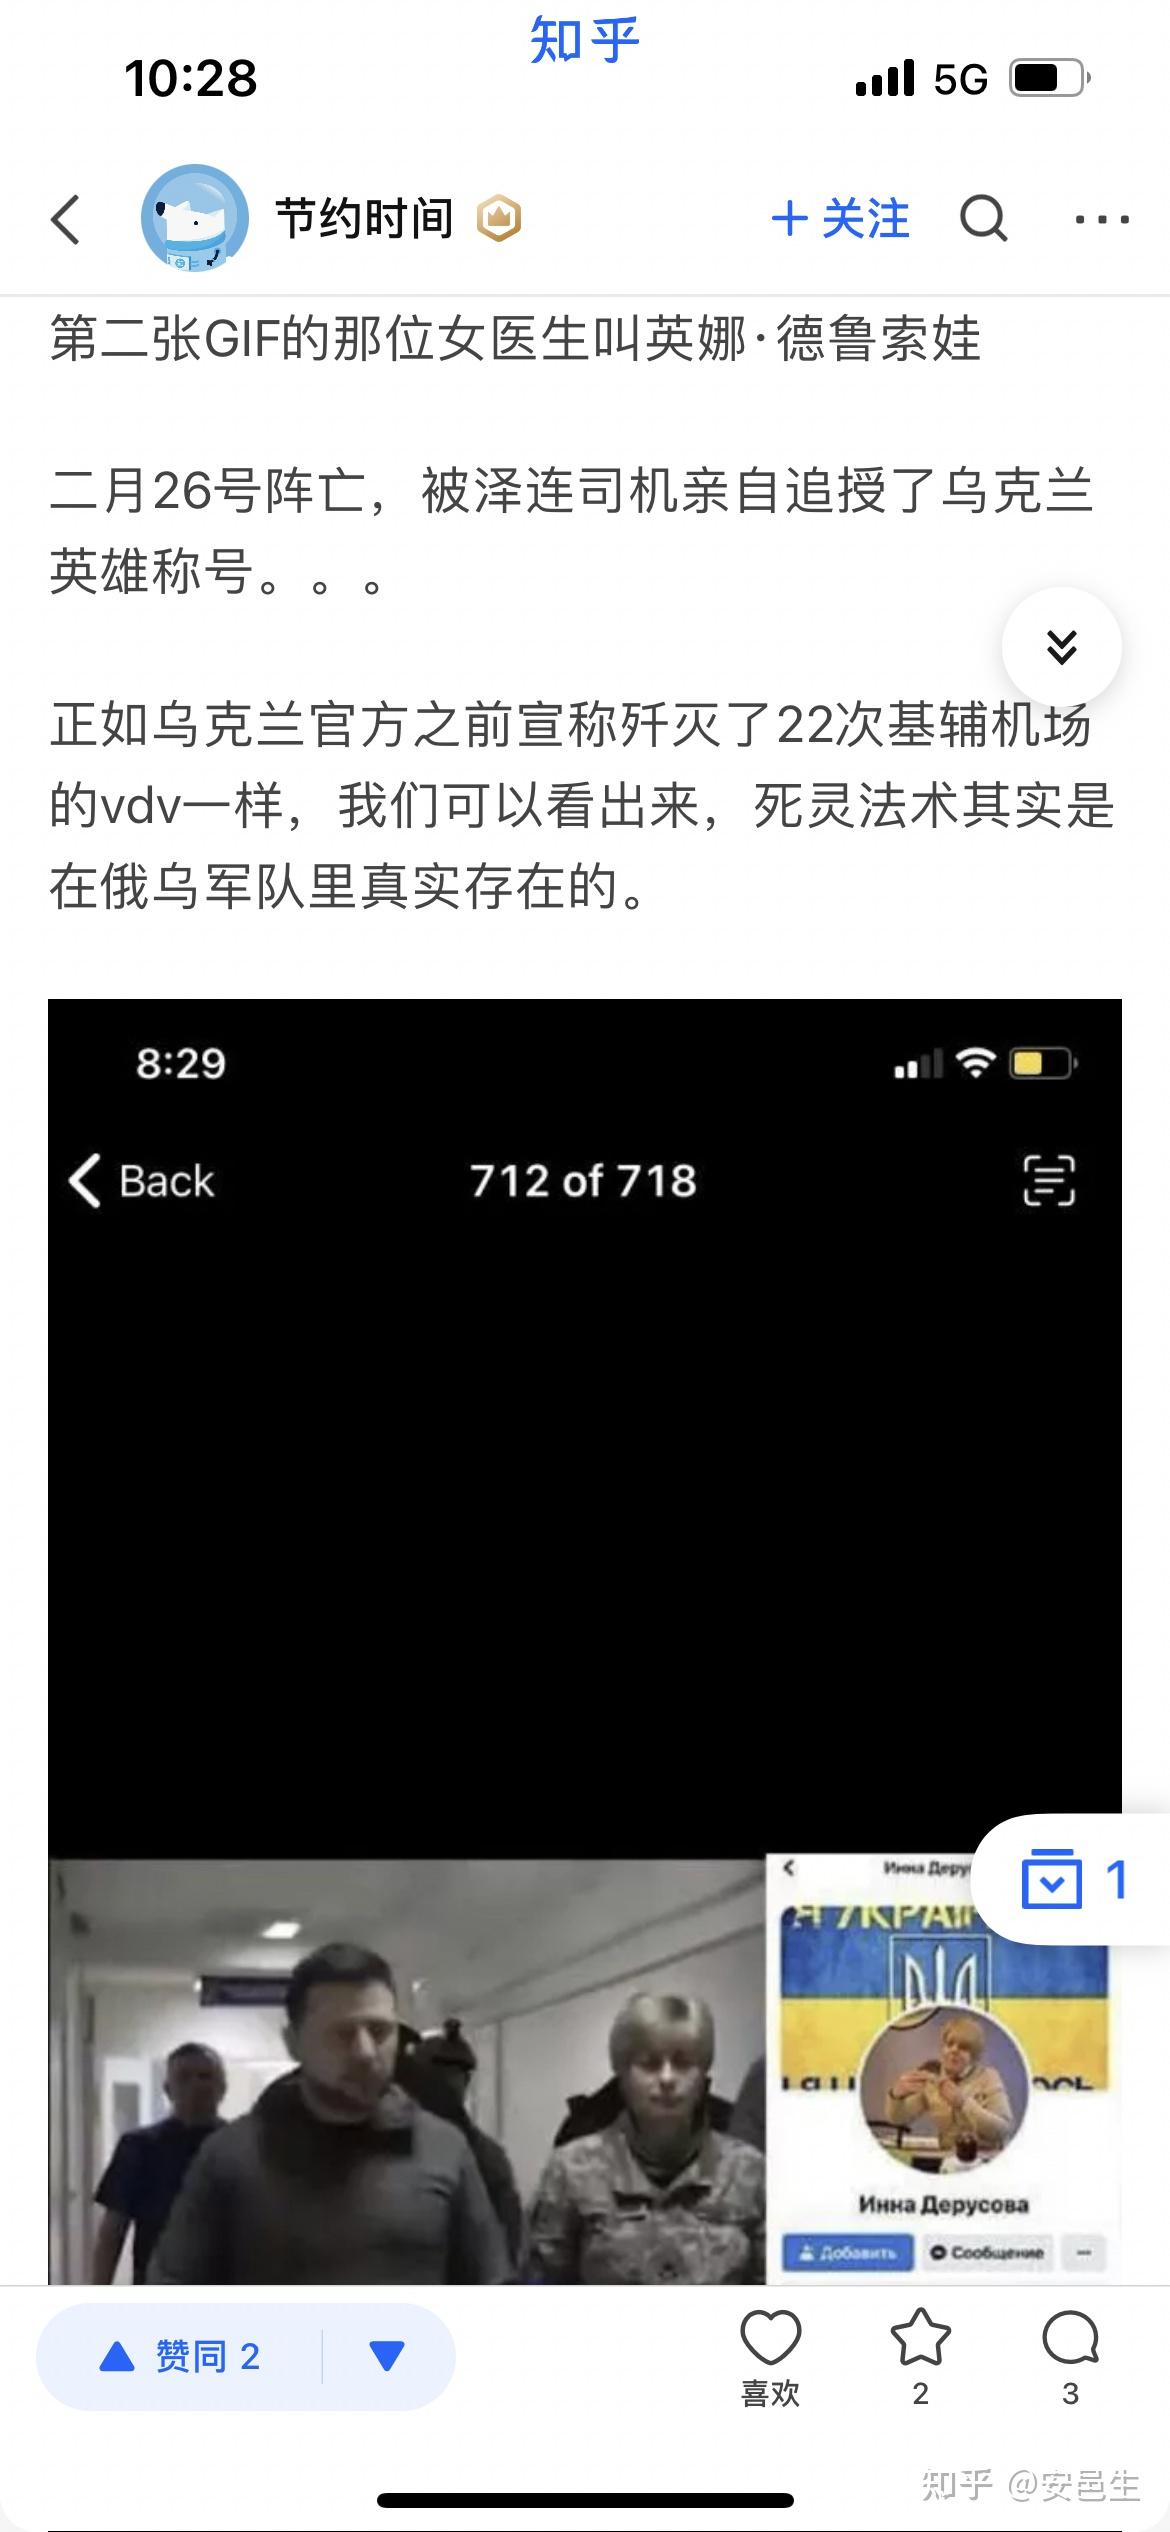 知乎
10:28
5G
节约时间
+ 关注
第二张GIF的那位女医生叫英娜·德鲁索娃
二月26号阵亡，被泽连司机亲自追授了乌克兰
英雄称号。。。
正如乌克兰官方之前宣称歼灭了22次基辅机场
的vdv一样，我们可以看出来，死灵法术其实是
在俄乌军队里真实存在的。
8:29
Back
712 of 718
1
Инна Дерусова
Добавить
Сообщение
赞同 2
喜欢
2
3
知乎 @安邑生